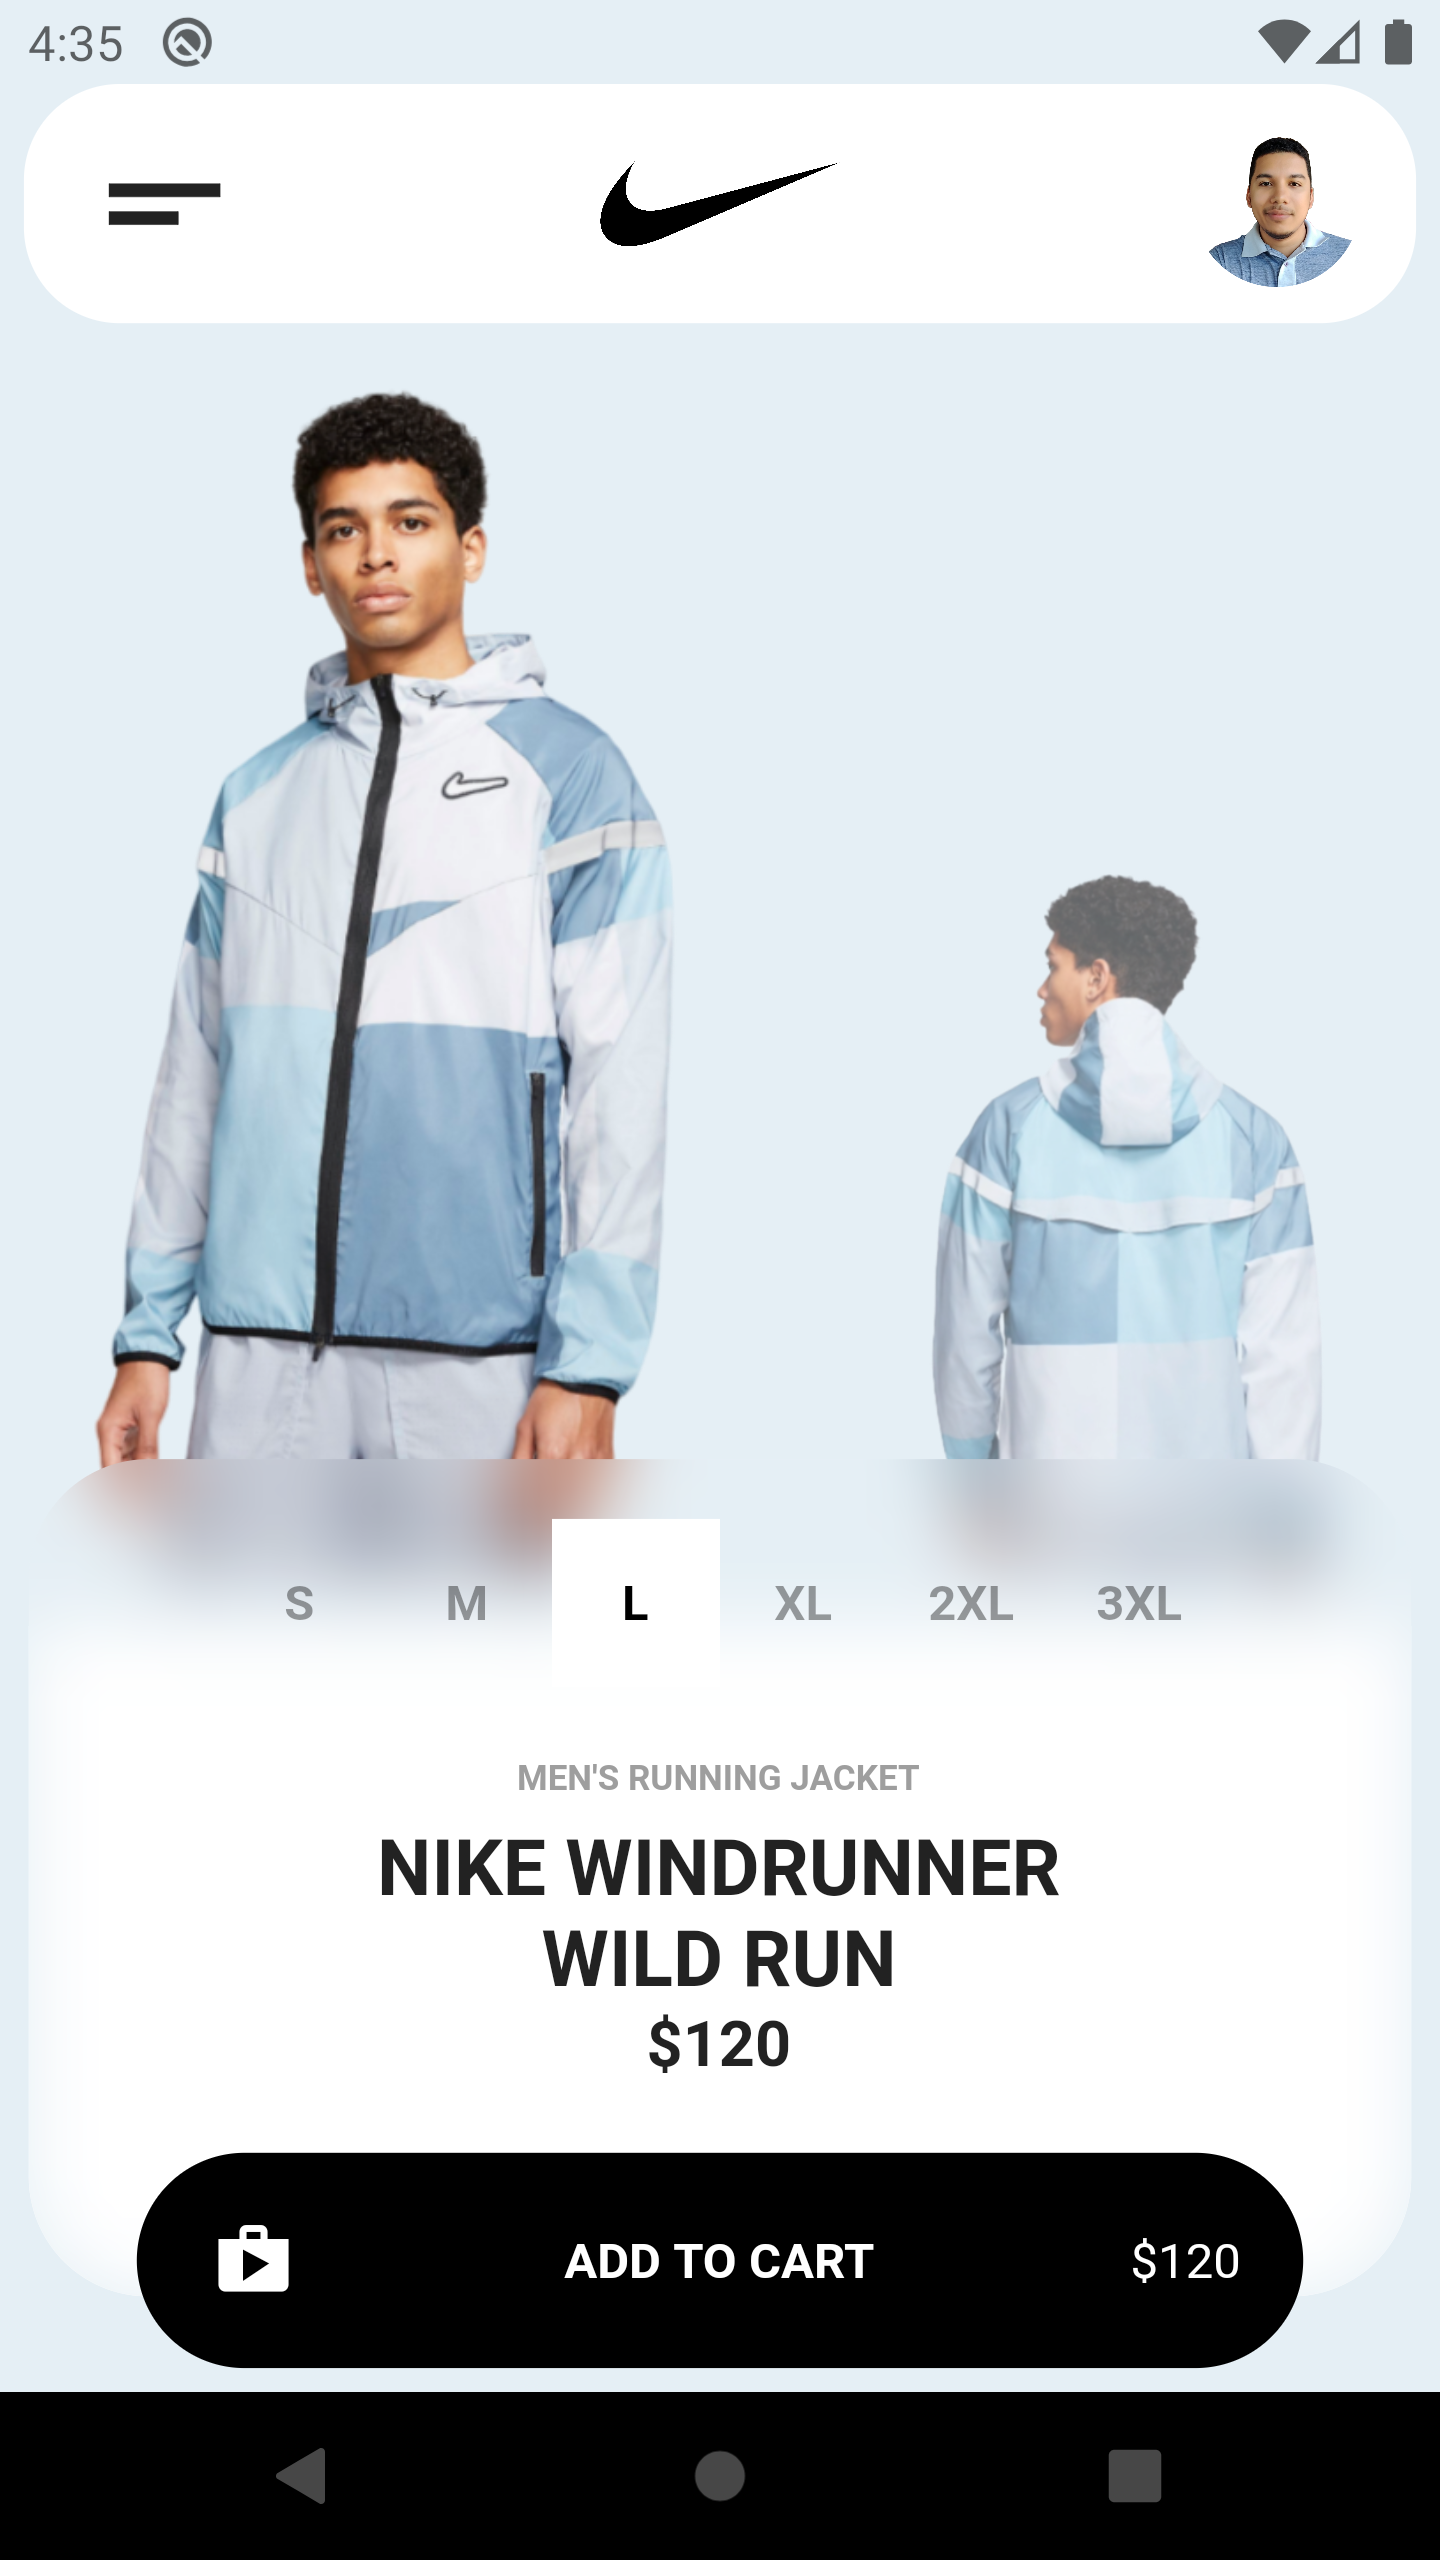 4:35
S M L XL 2XL 3XL
MEN'S RUNNING JACKET
NIKE WINDRUNNER
WILD RUN
$120
ADD TO CART $120